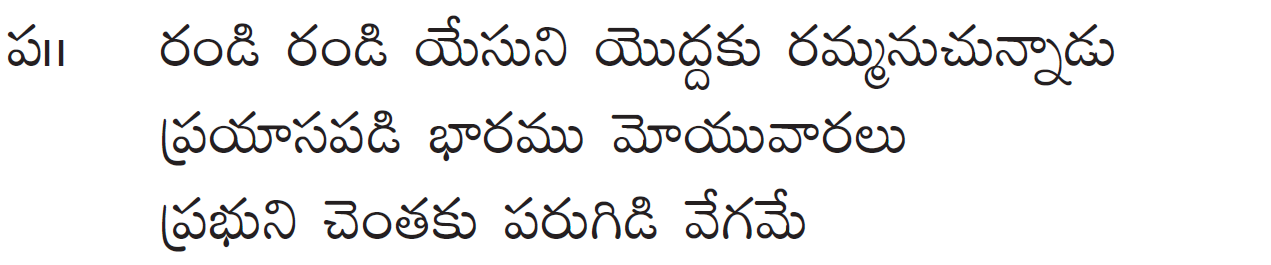 ప॥ రండి రండి యేసుని యొద్దకు రమ్మనుచున్నాడు
ప్రయాసపడి భారము మోయువారలు
ప్రభుని చెంతకు పరుగిడి వేగమే